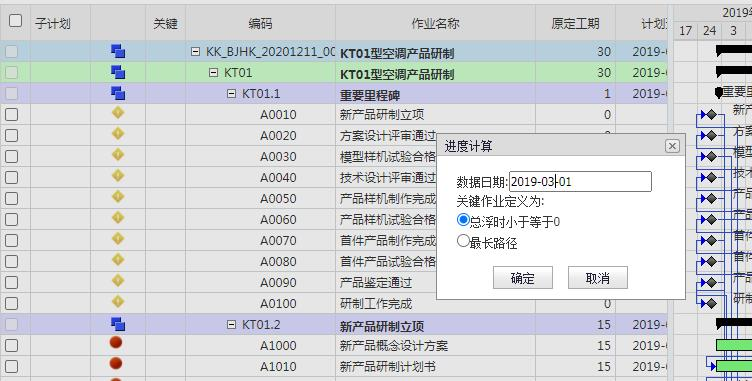 子计划 关键 编码 作业名称 原定工期 计划 2019
17 24 3
KK_BJHK_20201211_00 KT01型空调产品研制 30 2019-
KT01 KT01型空调产品研制 30 2019-
KT01.1 重要里程碑 1 2019- 重要里程
A0010 新产品研制立项 0 新产
A0020 方案设计评审通过 方案
A0030 模型样机试验合格 模型
A0040 技术设计评审通过 技术
A0050 产品样机制作完成 产品
A0060 产品样机试验合格 产品
A0070 首件产品制作完成 首件
A0080 首件产品试验合格 首件
A0090 产品鉴定通过 产品
A0100 研制工作完成 0 研制
KT01.2 新产品研制立项 15 2019-
A1000 新产品概念设计方案 15 2019-
A1010 新产品研制计划书 15 2019-
进度计算
数据日期:2019-03-01
关键作业定义为:
总浮时小于等于0
最长路径
确定 取消